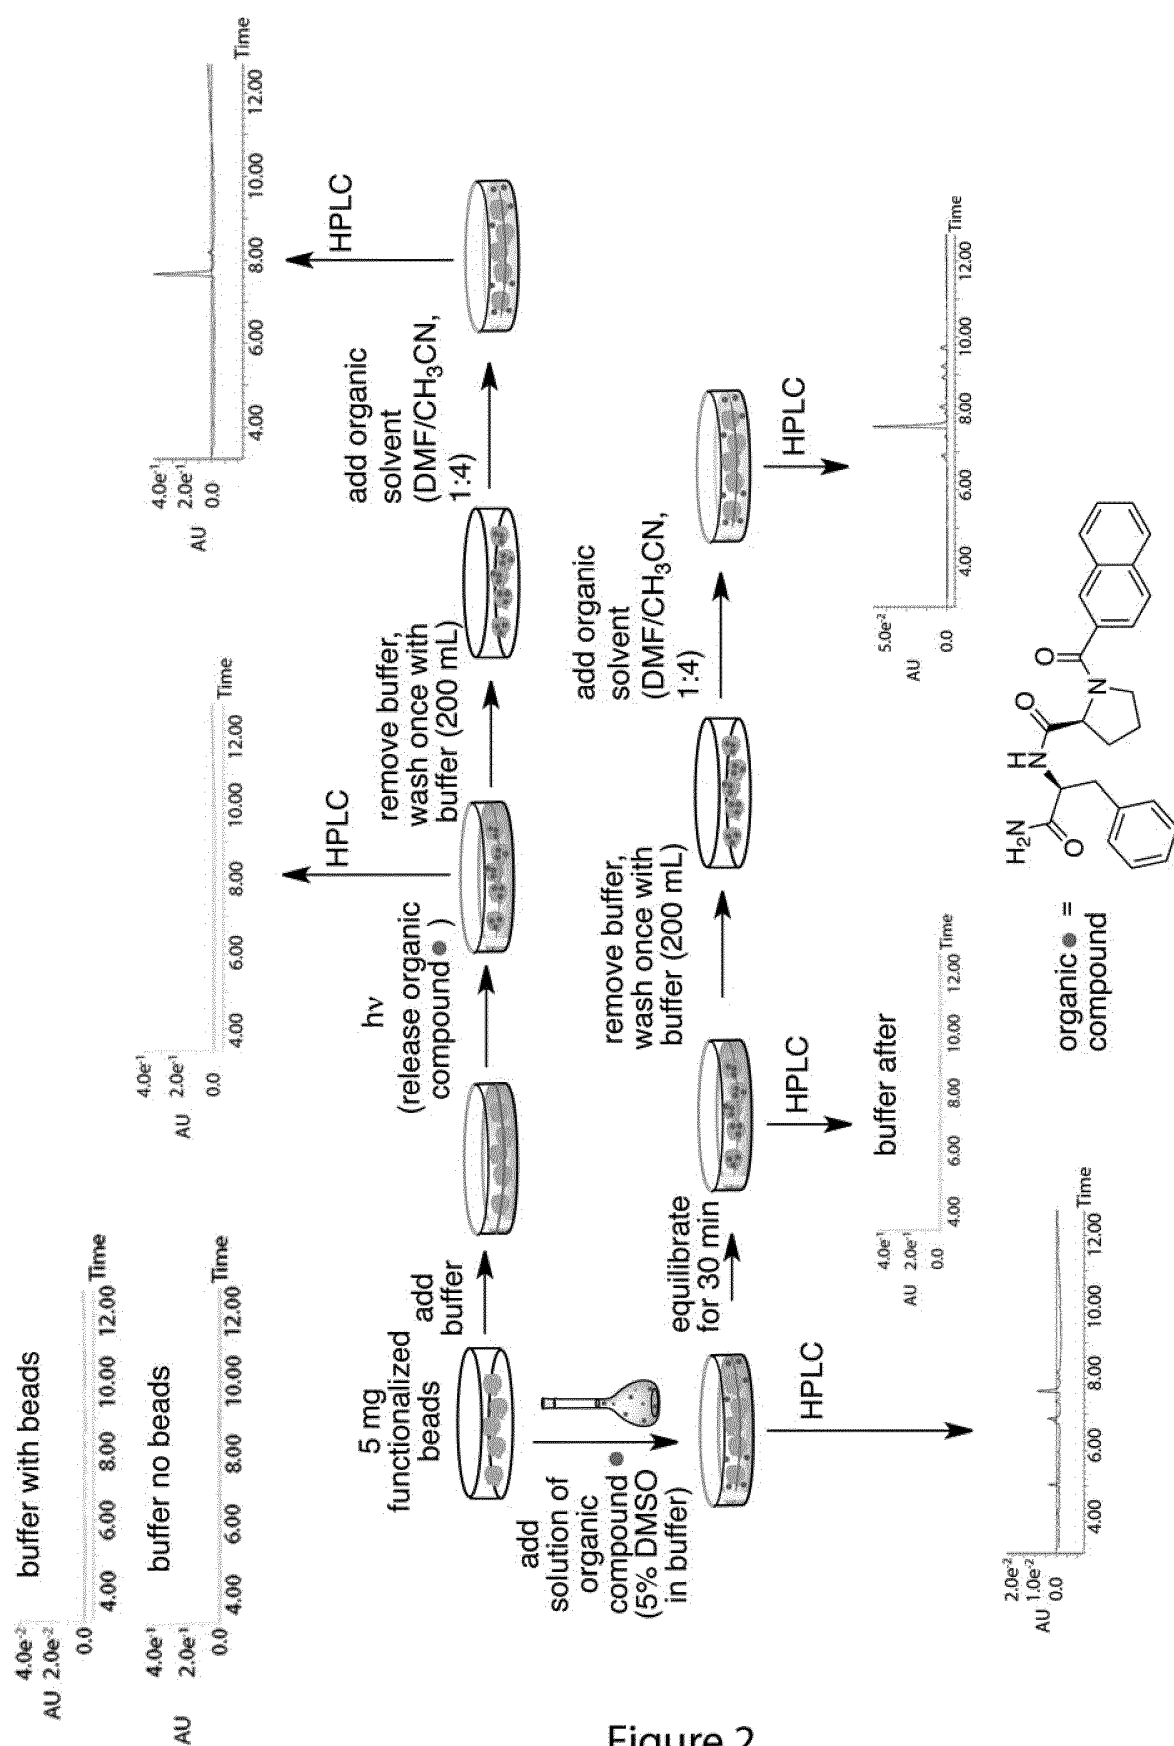 buffer with beads
4.0e⁻²
AU 2.0e⁻²
0.0
4.00 6.00 8.00 10.00 12.00 Time
buffer no beads
4.0e⁻¹
AU 2.0e⁻¹
0.0
4.00 6.00 8.00 10.00 12.00 Time
4.0e⁻¹
AU 2.0e⁻¹
0.0
4.00 6.00 8.00 10.00 12.00 Time
4.0e⁻¹
AU 2.0e⁻¹
0.0
4.00 6.00 8.00 10.00 12.00 Time
HPLC
HPLC
5 mg
functionalized
beads
add
buffer
hν
(release organic
compound ● )
remove buffer,
wash once with
buffer (200 mL)
add organic
solvent
(DMF/CH₃CN,
1:4)
add
solution of
organic
compound ●
(5% DMSO
in buffer)
equilibrate
for 30 min
remove buffer,
wash once with
buffer (200 mL)
add organic
solvent
(DMF/CH₃CN,
1:4)
HPLC
HPLC
HPLC
2.0e⁻²
AU 1.0e⁻²
0.0
4.00 6.00 8.00 10.00 12.00 Time
buffer after
4.0e⁻¹
AU 2.0e⁻¹
0.0
4.00 6.00 8.00 10.00 12.00 Time
5.0e⁻²
AU
0.0
4.00 6.00 8.00 10.00 12.00 Time
organic ● =
compound
H₂N
O
H
N
O
N
O
Figure 2